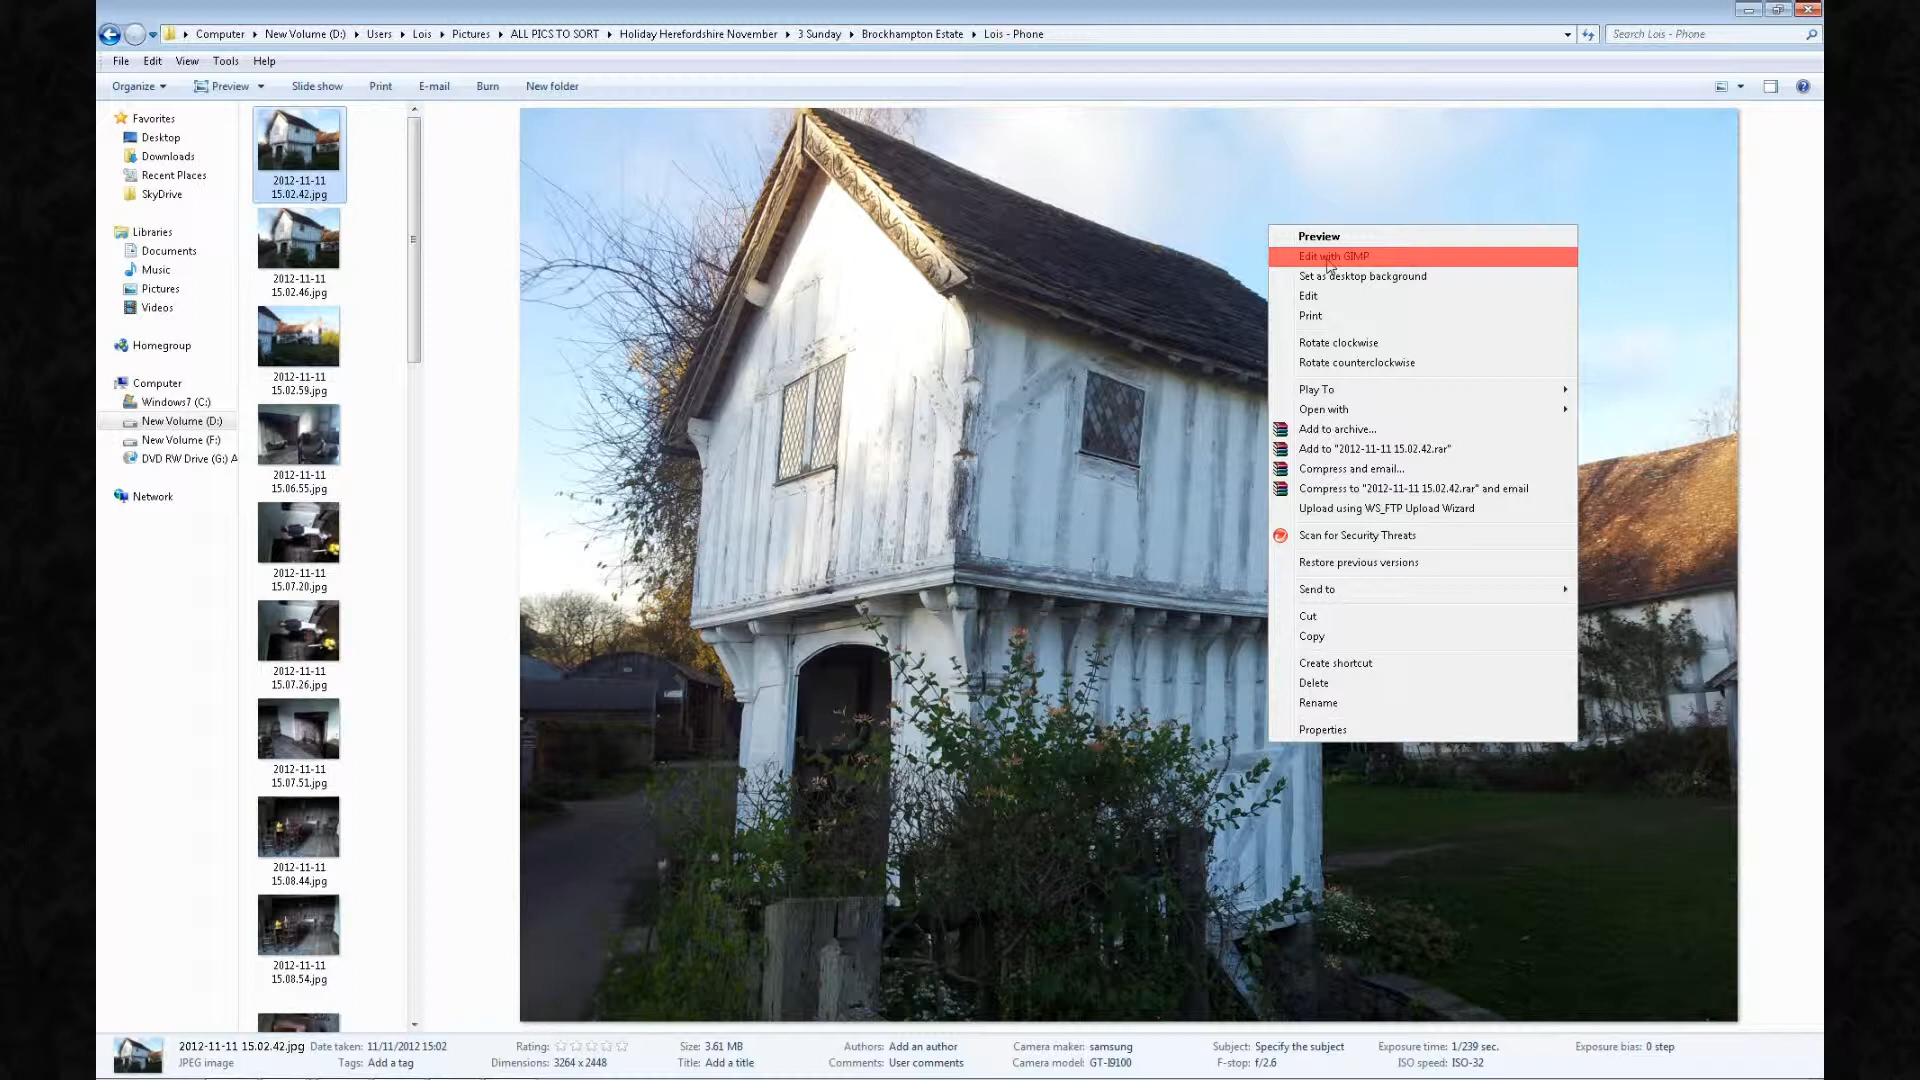 Computer ▸ New Volume (D:) ▸ Users ▸ Lois ▸ Pictures ▸ ALL PICS TO SORT ▸ Holiday Herefordshire November ▸ 3 Sunday ▸ Brockhampton Estate ▸ Lois - Phone
Search Lois - Phone
File Edit View Tools Help
Organize Preview Slide show Print E-mail Burn New folder
Favorites
Desktop
Downloads
Recent Places
SkyDrive
Libraries
Documents
Music
Pictures
Videos
Homegroup
Computer
Windows7 (C:)
New Volume (D:)
New Volume (F:)
DVD RW Drive (G:) A
Network
2012-11-11
15.02.42.jpg
2012-11-11
15.02.46.jpg
2012-11-11
15.02.59.jpg
2012-11-11
15.06.55.jpg
2012-11-11
15.07.20.jpg
2012-11-11
15.07.26.jpg
2012-11-11
15.07.51.jpg
2012-11-11
15.08.44.jpg
2012-11-11
15.08.54.jpg
Preview
Edit with GIMP
Set as desktop background
Edit
Print
Rotate clockwise
Rotate counterclockwise
Play To
Open with
Add to archive...
Add to "2012-11-11 15.02.42.rar"
Compress and email...
Compress to "2012-11-11 15.02.42.rar" and email
Upload using WS_FTP Upload Wizard
Scan for Security Threats
Restore previous versions
Send to
Cut
Copy
Create shortcut
Delete
Rename
Properties
2012-11-11 15.02.42.jpg Date taken: 11/11/2012 15:02 Rating: Size: 3.61 MB Authors: Add an author Camera maker: samsung Subject: Specify the subject Exposure time: 1/239 sec. Exposure bias: 0 step
JPEG image Tags: Add a tag Dimensions: 3264 x 2448 Title: Add a title Comments: User comments Camera model: GT-I9100 F-stop: f/2.6 ISO speed: ISO-32